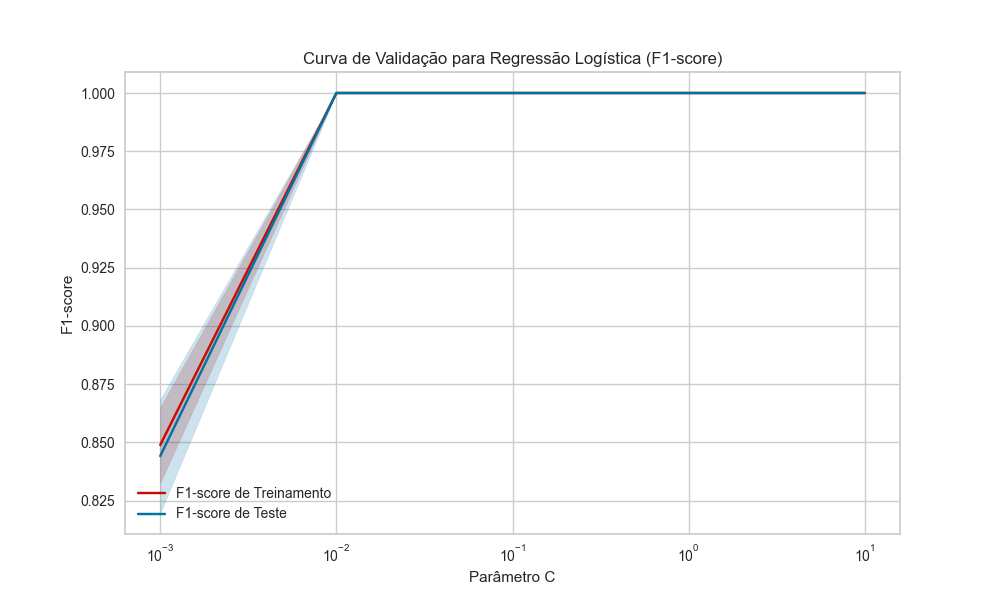 Curva de Validação para Regressão Logística (F1-score)
1.000
0.975
0.950
0.925
0.900
0.875
0.850
0.825
F1-score
F1-score de Treinamento
F1-score de Teste
10⁻³ 10⁻² 10⁻¹ 10⁰ 10¹
Parâmetro C